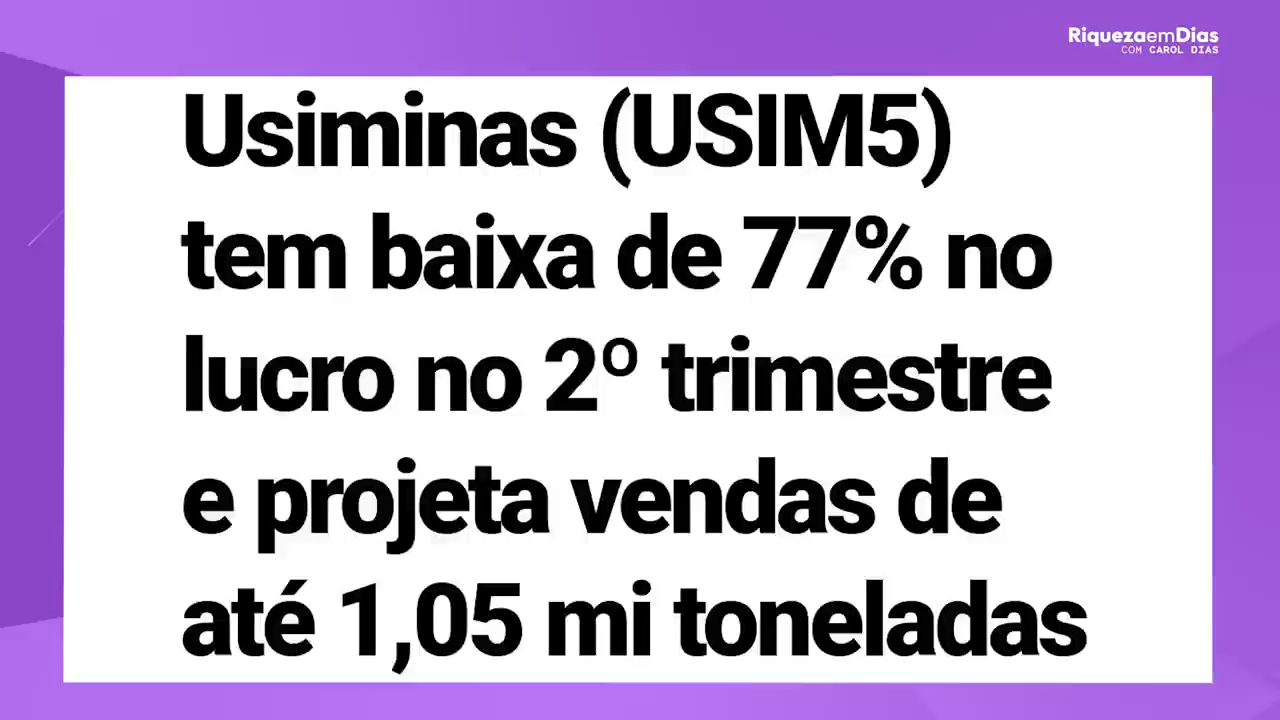 RiquezaemDias
COM CAROL DIAS
Usiminas (USIM5)
tem baixa de 77% no
lucro no 2º trimestre
e projeta vendas de
até 1,05 mi toneladas